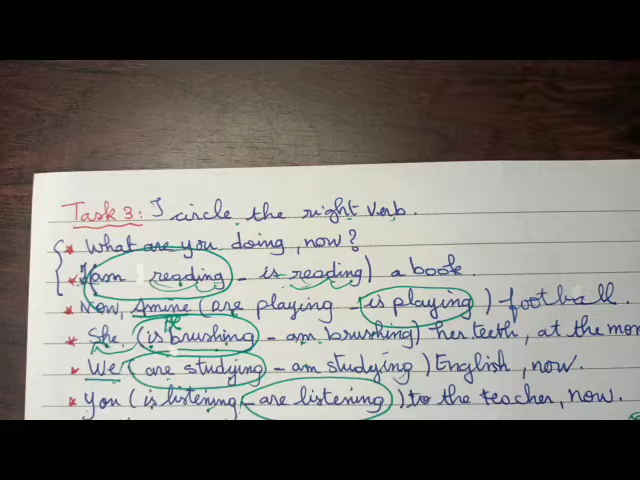 Task 3: I circle the right verb.
* What are you doing, now?
* I (am reading - is reading) a book.
* Now, Amine (are playing - is playing) football.
He
* She (is brushing - am brushing) her teeth, at the mom
* We (are studying - am studying) English, now.
* You (is listening - are listening) to the teacher, now.